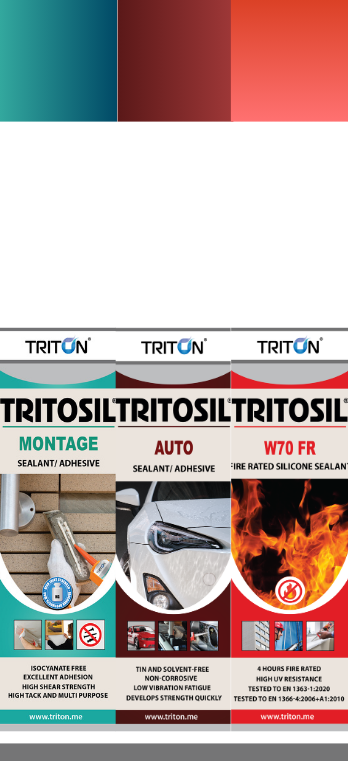 TRITON®
TRITOSIL®
MONTAGE
SEALANT/ ADHESIVE
ISOCYANATE FREE
EXCELLENT ADHESION
HIGH SHEAR STRENGTH
HIGH TACK AND MULTI PURPOSE
www.triton.me
TRITON®
TRITOSIL®
AUTO
SEALANT/ ADHESIVE
TIN AND SOLVENT-FREE
NON-CORROSIVE
LOW VIBRATION FATIGUE
DEVELOPS STRENGTH QUICKLY
www.triton.me
TRITON®
TRITOSIL
W70 FR
FIRE RATED SILICONE SEALANT
4 HOURS FIRE RATED
HIGH UV RESISTANCE
TESTED TO EN 1363-1:2020
TESTED TO EN 1366-4:2006+A1:2010
www.triton.me